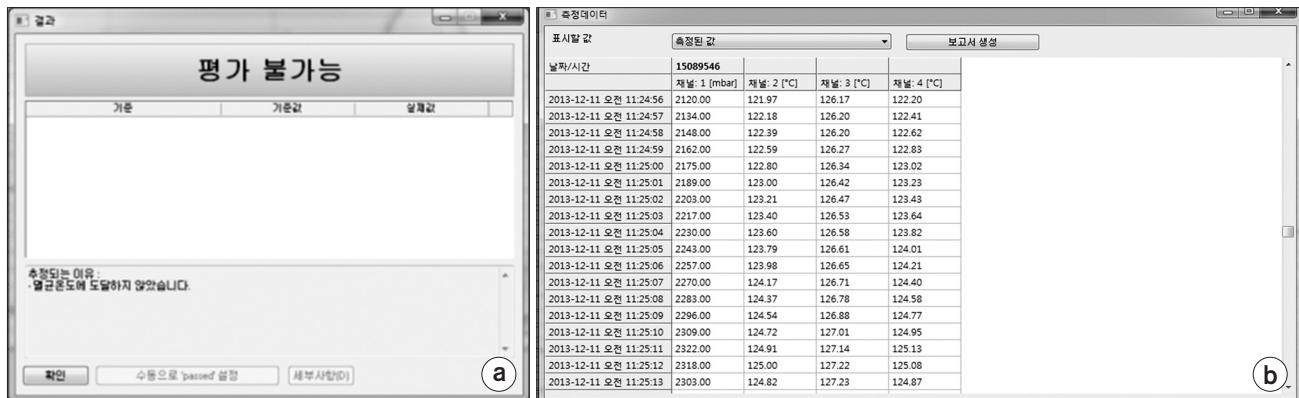 결과
평가 불가능
기준 기준값 실제값
추정되는 이유 :
-멸균온도에 도달하지 않았습니다.
확인 수동으로 'passed' 설정 세부사항(D)
a
측정데이터
표시할 값 측정된 값 보고서 생성
날짜/시간 15089546
채널: 1 [mbar] 채널: 2 [°C] 채널: 3 [°C] 채널: 4 [°C]
2013-12-11 오전 11:24:56 2120.00 121.97 126.17 122.20
2013-12-11 오전 11:24:57 2134.00 122.18 126.20 122.41
2013-12-11 오전 11:24:58 2148.00 122.39 126.20 122.62
2013-12-11 오전 11:24:59 2162.00 122.59 126.27 122.83
2013-12-11 오전 11:25:00 2175.00 122.80 126.34 123.02
2013-12-11 오전 11:25:01 2189.00 123.00 126.42 123.23
2013-12-11 오전 11:25:02 2203.00 123.21 126.47 123.43
2013-12-11 오전 11:25:03 2217.00 123.40 126.53 123.64
2013-12-11 오전 11:25:04 2230.00 123.60 126.58 123.82
2013-12-11 오전 11:25:05 2243.00 123.79 126.61 124.01
2013-12-11 오전 11:25:06 2257.00 123.98 126.65 124.21
2013-12-11 오전 11:25:07 2270.00 124.17 126.71 124.40
2013-12-11 오전 11:25:08 2283.00 124.37 126.78 124.58
2013-12-11 오전 11:25:09 2296.00 124.54 126.88 124.77
2013-12-11 오전 11:25:10 2309.00 124.72 127.01 124.95
2013-12-11 오전 11:25:11 2322.00 124.91 127.14 125.13
2013-12-11 오전 11:25:12 2318.00 125.00 127.22 125.08
2013-12-11 오전 11:25:13 2303.00 124.82 127.23 124.87
b